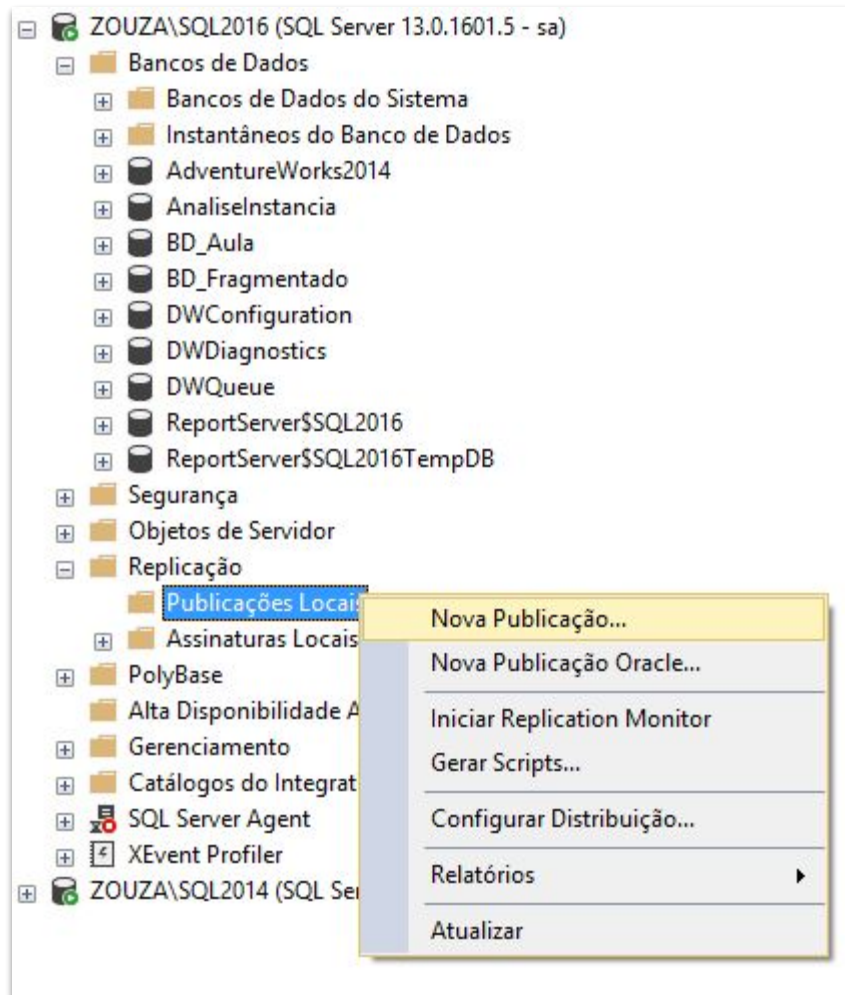 ZOUZA\SQL2016 (SQL Server 13.0.1601.5 - sa)
Bancos de Dados
Bancos de Dados do Sistema
Instantâneos do Banco de Dados
AdventureWorks2014
AnaliseInstancia
BD_Aula
BD_Fragmentado
DWConfiguration
DWDiagnostics
DWQueue
ReportServer$SQL2016
ReportServer$SQL2016TempDB
Segurança
Objetos de Servidor
Replicação
Publicações Locais
Assinaturas Locais
PolyBase
Alta Disponibilidade A
Gerenciamento
Catálogos do Integrat
SQL Server Agent
XEvent Profiler
ZOUZA\SQL2014 (SQL Se
Nova Publicação...
Nova Publicação Oracle...
Iniciar Replication Monitor
Gerar Scripts...
Configurar Distribuição...
Relatórios
Atualizar